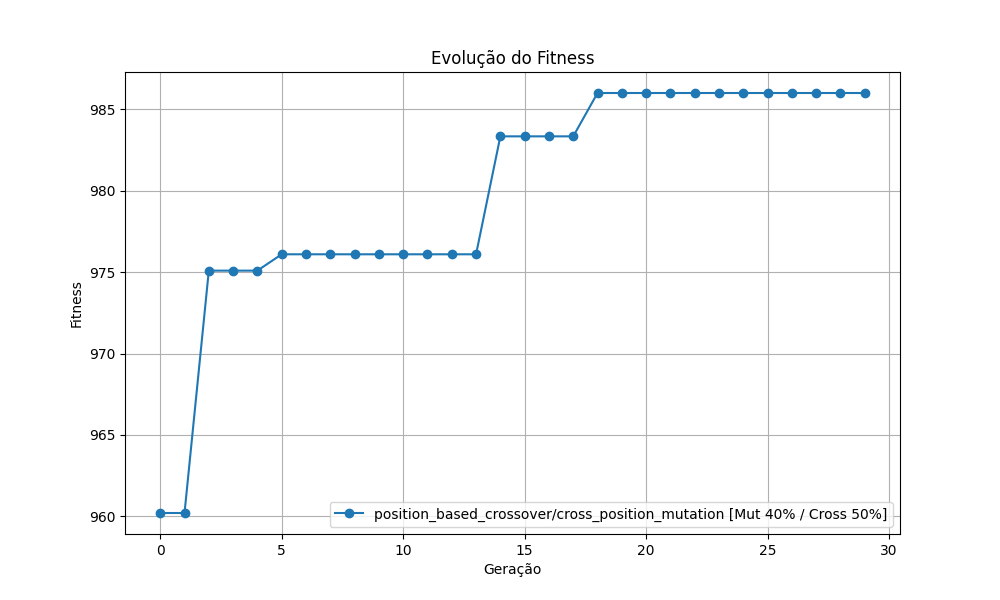 Evolução do Fitness
Fitness
985
980
975
970
965
960
position_based_crossover/cross_position_mutation [Mut 40% / Cross 50%]
0 5 10 15 20 25 30
Geração